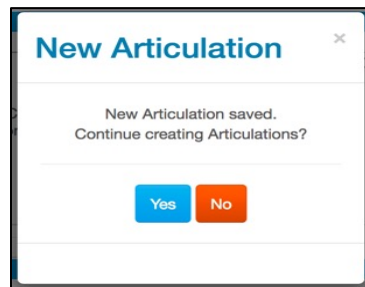 New Articulation ×
New Articulation saved.
Continue creating Articulations?
Yes No